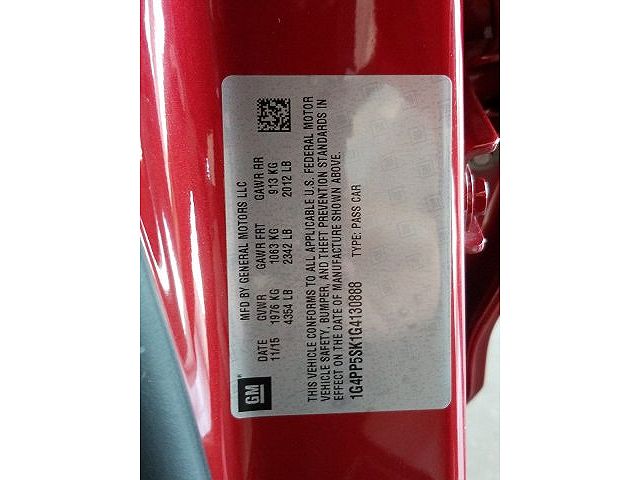 GM
MFD BY GENERAL MOTORS LLC
DATE GVWR GAWR FRT GAWR RR
11/15 1976 KG 1063 KG 913 KG
4354 LB 2342 LB 2012 LB
THIS VEHICLE CONFORMS TO ALL APPLICABLE U.S. FEDERAL MOTOR
VEHICLE SAFETY, BUMPER, AND THEFT PREVENTION STANDARDS IN
EFFECT ON THE DATE OF MANUFACTURE SHOWN ABOVE.
1G4PP5SK1G4130888 TYPE: PASS CAR